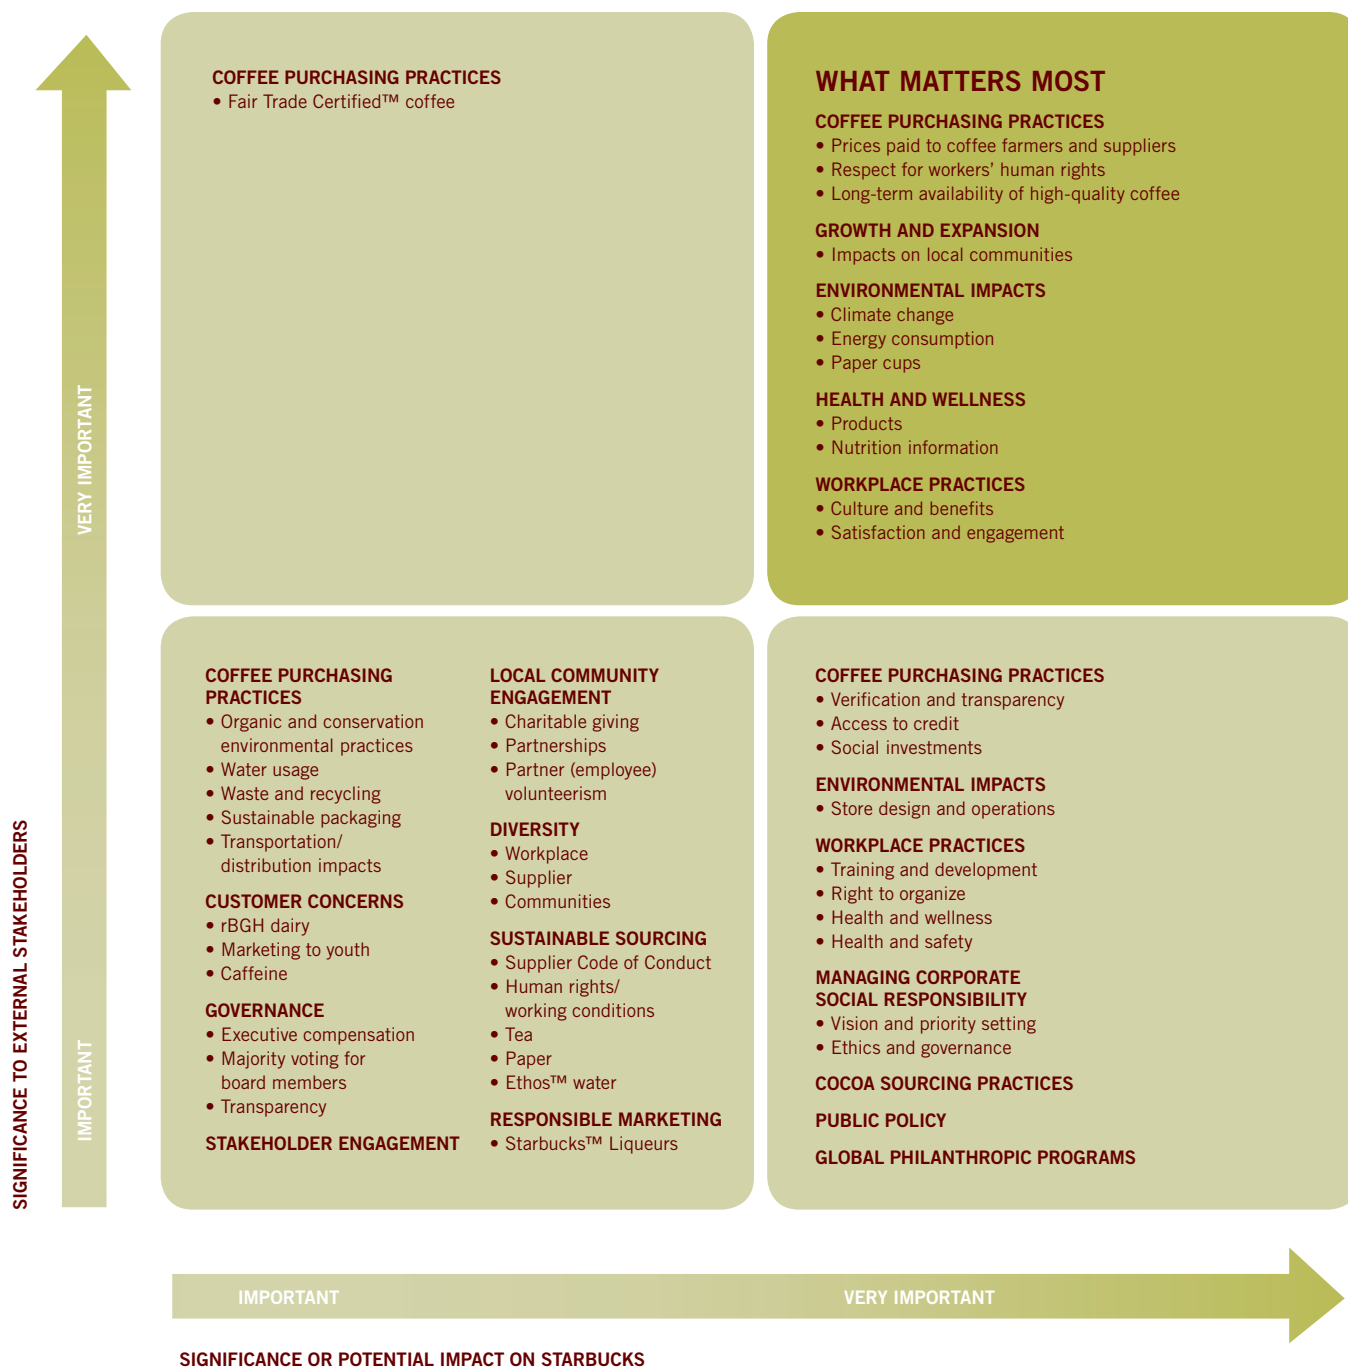 COFFEE PURCHASING PRACTICES
• Fair Trade Certified™ coffee
WHAT MATTERS MOST
COFFEE PURCHASING PRACTICES
• Prices paid to coffee farmers and suppliers
• Respect for workers’ human rights
• Long-term availability of high-quality coffee
GROWTH AND EXPANSION
• Impacts on local communities
ENVIRONMENTAL IMPACTS
• Climate change
• Energy consumption
• Paper cups
HEALTH AND WELLNESS
• Products
• Nutrition information
WORKPLACE PRACTICES
• Culture and benefits
• Satisfaction and engagement
VERY IMPORTANT
IMPORTANT
SIGNIFICANCE TO EXTERNAL STAKEHOLDERS
COFFEE PURCHASING
PRACTICES
• Organic and conservation
environmental practices
• Water usage
• Waste and recycling
• Sustainable packaging
• Transportation/
distribution impacts
CUSTOMER CONCERNS
• rBGH dairy
• Marketing to youth
• Caffeine
GOVERNANCE
• Executive compensation
• Majority voting for
board members
• Transparency
STAKEHOLDER ENGAGEMENT
LOCAL COMMUNITY
ENGAGEMENT
• Charitable giving
• Partnerships
• Partner (employee)
volunteerism
DIVERSITY
• Workplace
• Supplier
• Communities
SUSTAINABLE SOURCING
• Supplier Code of Conduct
• Human rights/
working conditions
• Tea
• Paper
• Ethos™ water
RESPONSIBLE MARKETING
• Starbucks™ Liqueurs
COFFEE PURCHASING PRACTICES
• Verification and transparency
• Access to credit
• Social investments
ENVIRONMENTAL IMPACTS
• Store design and operations
WORKPLACE PRACTICES
• Training and development
• Right to organize
• Health and wellness
• Health and safety
MANAGING CORPORATE
SOCIAL RESPONSIBILITY
• Vision and priority setting
• Ethics and governance
COCOA SOURCING PRACTICES
PUBLIC POLICY
GLOBAL PHILANTHROPIC PROGRAMS
IMPORTANT
VERY IMPORTANT
SIGNIFICANCE OR POTENTIAL IMPACT ON STARBUCKS